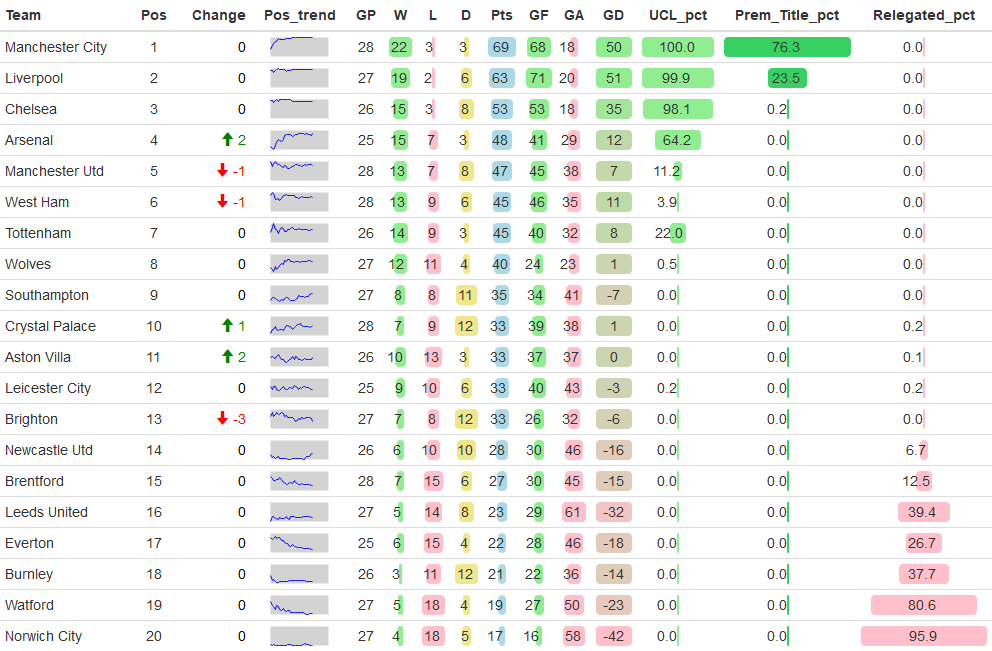 Team Pos Change Pos_trend GP W L D Pts GF GA GD UCL_pct Prem_Title_pct Relegated_pct
Manchester City 1 0 28 22 3 3 69 68 18 50 100.0 76.3 0.0
Liverpool 2 0 27 19 2 6 63 71 20 51 99.9 23.5 0.0
Chelsea 3 0 26 15 3 8 53 53 18 35 98.1 0.2 0.0
Arsenal 4 2 25 15 7 3 48 41 29 12 64.2 0.0 0.0
Manchester Utd 5 -1 28 13 7 8 47 45 38 7 11.2 0.0 0.0
West Ham 6 -1 28 13 9 6 45 46 35 11 3.9 0.0 0.0
Tottenham 7 0 26 14 9 3 45 40 32 8 22.0 0.0 0.0
Wolves 8 0 27 12 11 4 40 24 23 1 0.5 0.0 0.0
Southampton 9 0 27 8 8 11 35 34 41 -7 0.0 0.0 0.0
Crystal Palace 10 1 28 7 9 12 33 39 38 1 0.0 0.0 0.2
Aston Villa 11 2 26 10 13 3 33 37 37 0 0.0 0.0 0.1
Leicester City 12 0 25 9 10 6 33 40 43 -3 0.2 0.0 0.2
Brighton 13 -3 27 7 8 12 33 26 32 -6 0.0 0.0 0.0
Newcastle Utd 14 0 26 6 10 10 28 30 46 -16 0.0 0.0 6.7
Brentford 15 0 28 7 15 6 27 30 45 -15 0.0 0.0 12.5
Leeds United 16 0 27 5 14 8 23 29 61 -32 0.0 0.0 39.4
Everton 17 0 25 6 15 4 22 28 46 -18 0.0 0.0 26.7
Burnley 18 0 26 3 11 12 21 22 36 -14 0.0 0.0 37.7
Watford 19 0 27 5 18 4 19 27 50 -23 0.0 0.0 80.6
Norwich City 20 0 27 4 18 5 17 16 58 -42 0.0 0.0 95.9